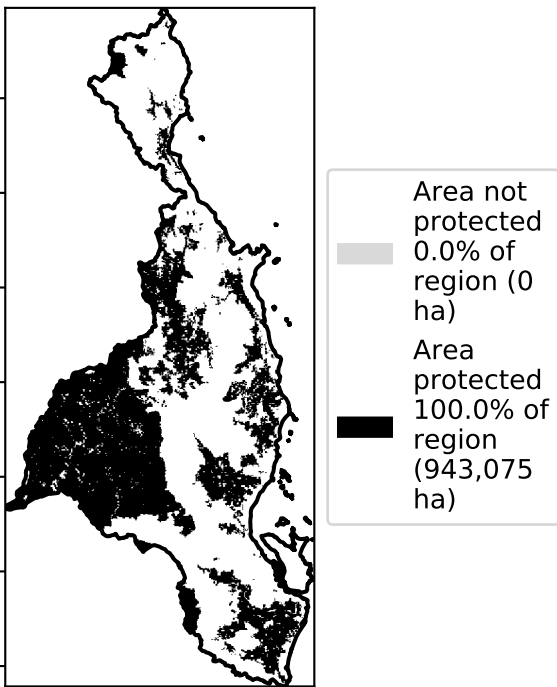 Area not
protected
0.0% of
region (0
ha)
Area
protected
100.0% of
region
(943,075
ha)